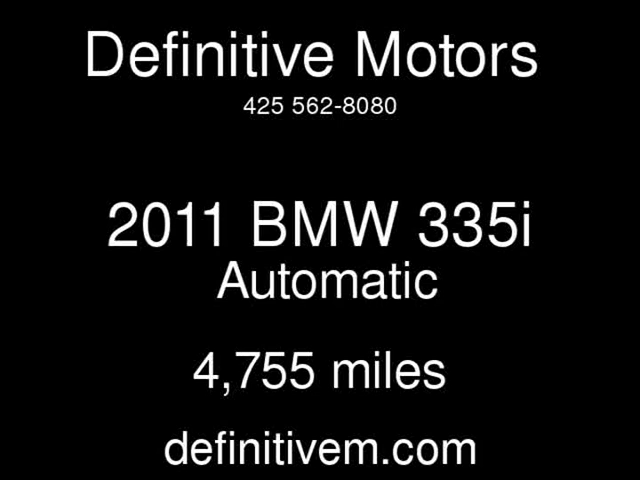 Definitive Motors
425 562-8080
2011 BMW 335i
Automatic
4,755 miles
definitivem.com